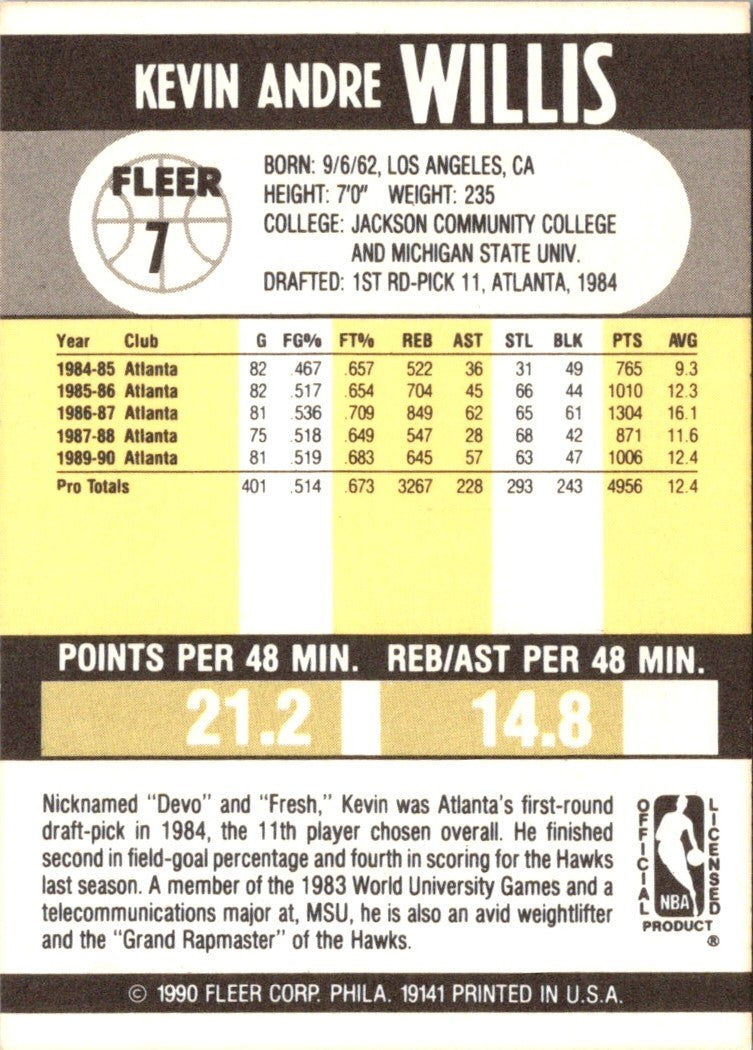 KEVIN ANDRE WILLIS
FLEER
7
BORN: 9/6/62, LOS ANGELES, CA
HEIGHT: 7'0" WEIGHT: 235
COLLEGE: JACKSON COMMUNITY COLLEGE
AND MICHIGAN STATE UNIV.
DRAFTED: 1ST RD-PICK 11, ATLANTA, 1984
Year Club G FG% FT% REB AST STL BLK PTS AVG
1984-85 Atlanta 82 .467 .657 522 36 31 49 765 9.3
1985-86 Atlanta 82 .517 .654 704 45 66 44 1010 12.3
1986-87 Atlanta 81 .536 .709 849 62 65 61 1304 16.1
1987-88 Atlanta 75 .518 .649 547 28 68 42 871 11.6
1989-90 Atlanta 81 .519 .683 645 57 63 47 1006 12.4
Pro Totals 401 .514 .673 3267 228 293 243 4956 12.4
POINTS PER 48 MIN. REB/AST PER 48 MIN.
21.2 14.8
Nicknamed "Devo" and "Fresh," Kevin was Atlanta's first-round
draft-pick in 1984, the 11th player chosen overall. He finished
second in field-goal percentage and fourth in scoring for the Hawks
last season. A member of the 1983 World University Games and a
telecommunications major at, MSU, he is also an avid weightlifter
and the "Grand Rapmaster" of the Hawks.
OFFICIAL
LICENSED
NBA
PRODUCT
®
© 1990 FLEER CORP. PHILA. 19141 PRINTED IN U.S.A.